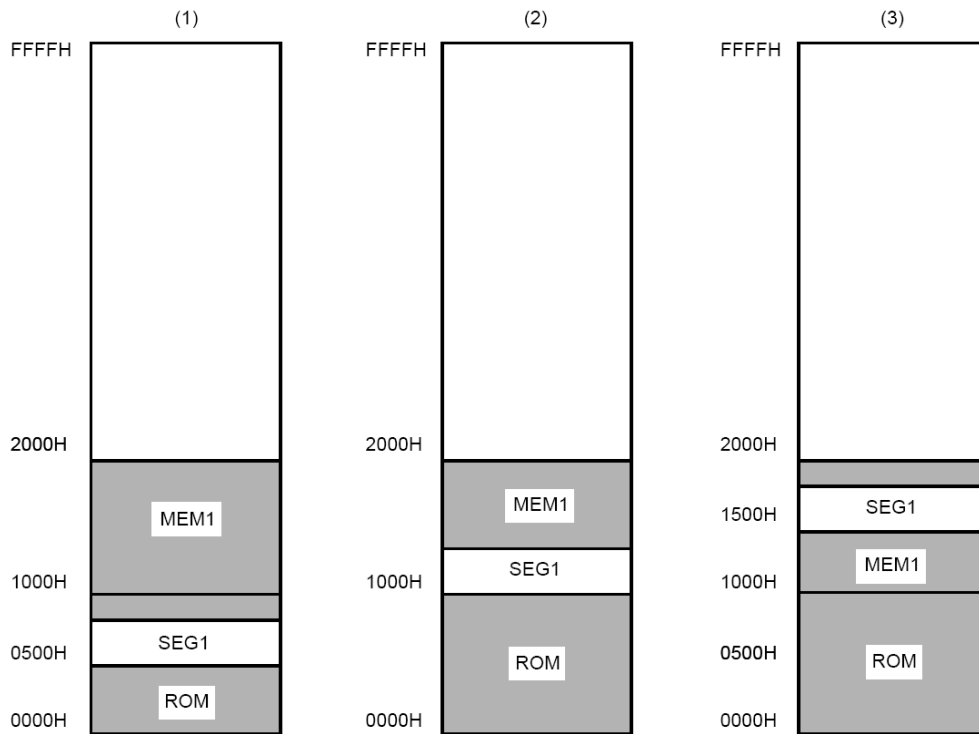 (1)
FFFFH
2000H
MEM1
1000H
SEG1
0500H
ROM
0000H
(2)
FFFFH
2000H
MEM1
SEG1
1000H
ROM
0000H
(3)
FFFFH
2000H
SEG1
1500H
MEM1
1000H
0500H
ROM
0000H